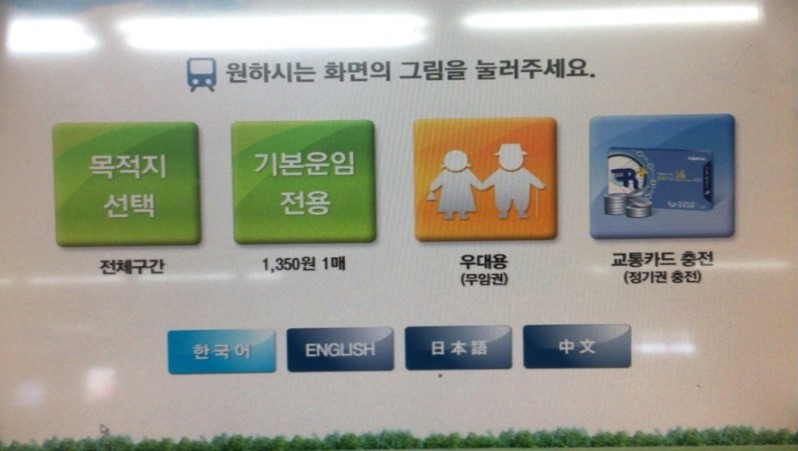 원하시는 화면의 그림을 눌러주세요.
목적지
선택
기본운임
전용
전체구간
1,350원 1매
우대용
(무임권)
교통카드 충전
(정기권 충전)
한국어
ENGLISH
日本語
中文